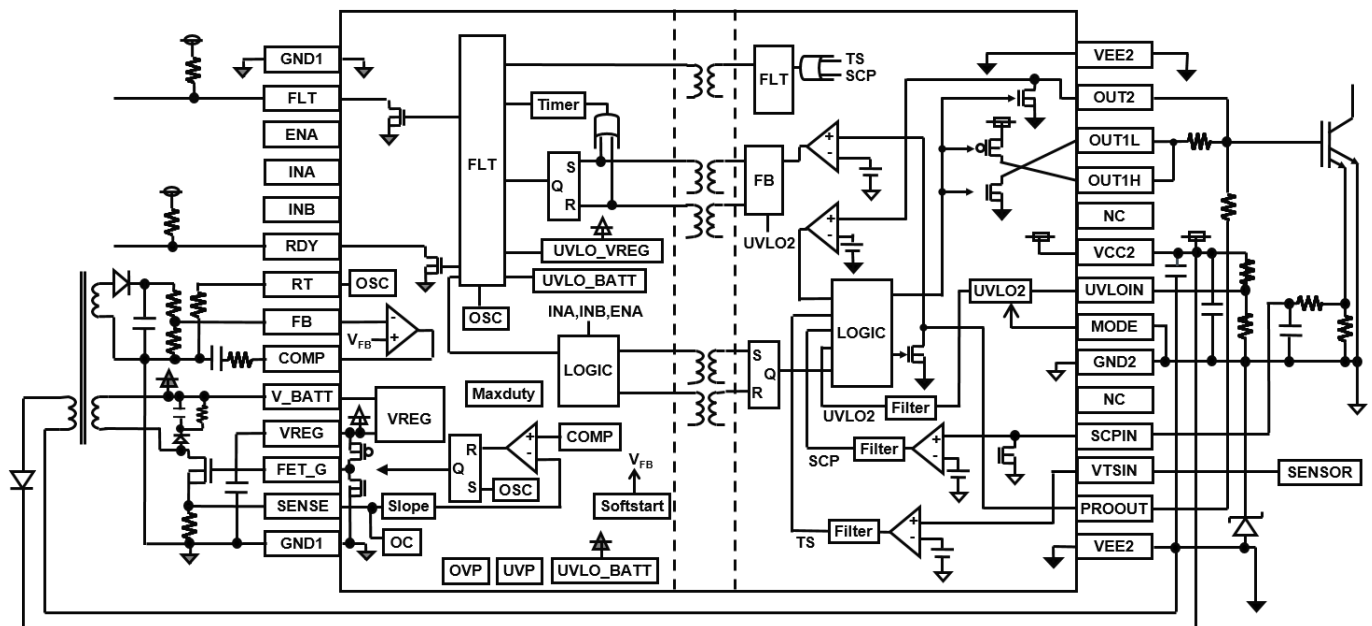 GND1
FLT
ENA
INA
INB
RDY
RT
FB
COMP
V_BATT
VREG
FET_G
SENSE
GND1
OSC
VFB
FLT
Timer
S
Q
R
UVLO_VREG
UVLO_BATT
OSC
INA,INB,ENA
LOGIC
Maxduty
VREG
R
Q
S
COMP
OSC
VFB
Softstart
Slope
OC
OVP
UVP
UVLO_BATT
FLT
TS
SCP
FB
UVLO2
+
-
+
-
LOGIC
UVLO2
S
Q
R
UVLO2
Filter
SCP
Filter
+
-
TS
Filter
+
-
-
+
+
-
VEE2
OUT2
OUT1L
OUT1H
NC
VCC2
UVLOIN
MODE
GND2
NC
SCPIN
VTSIN
PROOUT
VEE2
SENSOR